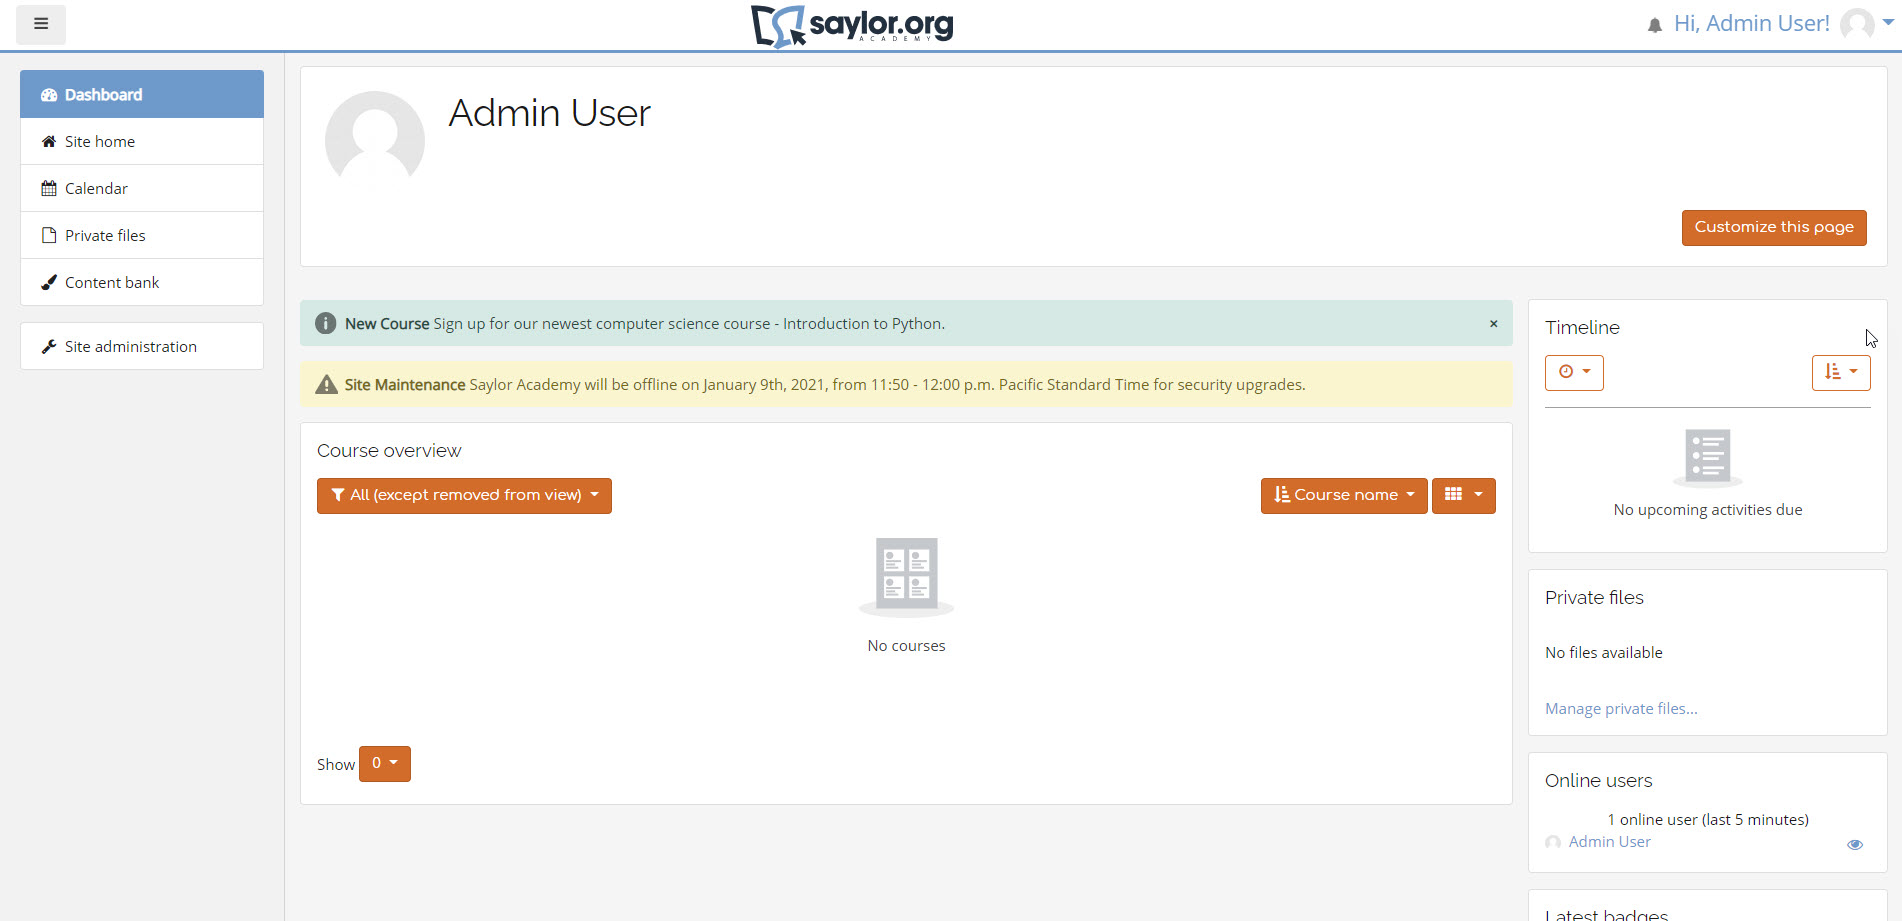 saylor.org
ACADEMY
Hi, Admin User!
Dashboard
Site home
Calendar
Private files
Content bank
Site administration
Admin User
Customize this page
New Course Sign up for our newest computer science course - Introduction to Python.
×
Site Maintenance Saylor Academy will be offline on January 9th, 2021, from 11:50 - 12:00 p.m. Pacific Standard Time for security upgrades.
Course overview
All (except removed from view)
Course name
No courses
Show 0
Timeline
No upcoming activities due
Private files
No files available
Manage private files...
Online users
1 online user (last 5 minutes)
Admin User
Latest badges